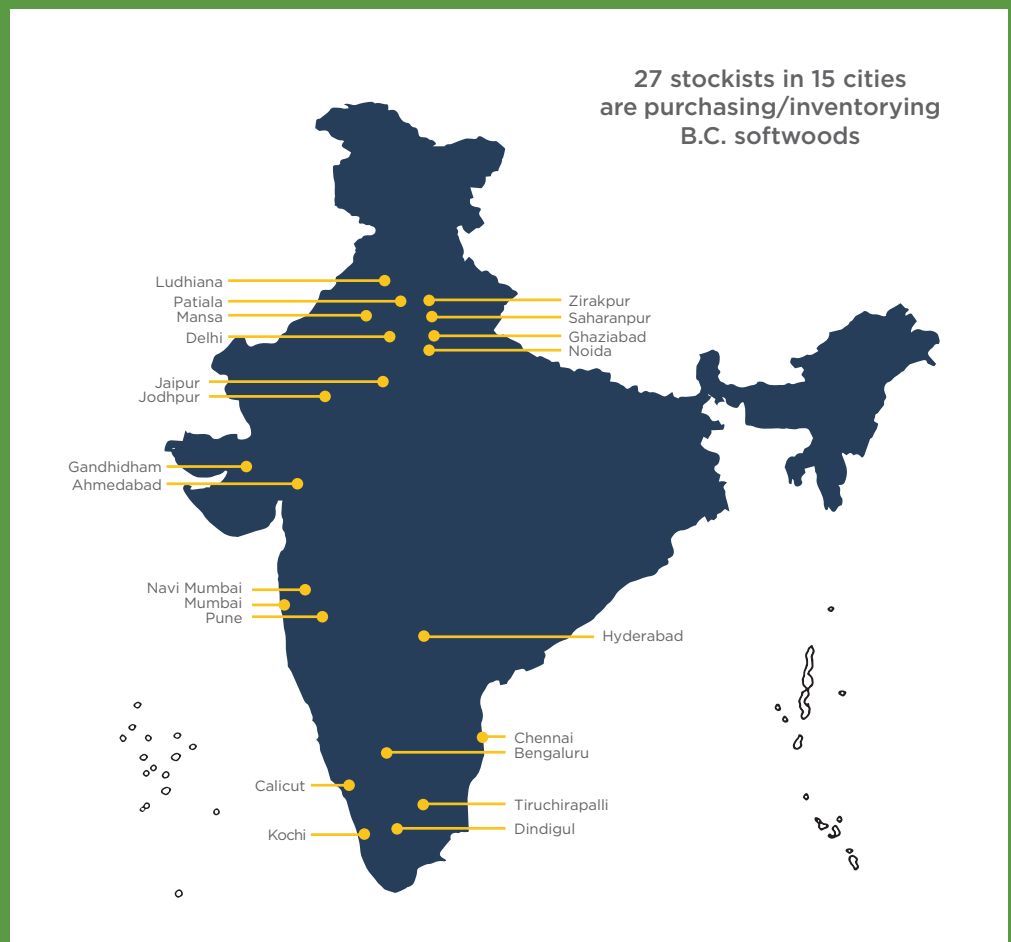 27 stockists in 15 cities
are purchasing/inventorying
B.C. softwoods
Ludhiana
Patiala
Mansa
Delhi
Zirakpur
Saharanpur
Ghaziabad
Noida
Jaipur
Jodhpur
Gandhidham
Ahmedabad
Navi Mumbai
Mumbai
Pune
Hyderabad
Chennai
Bengaluru
Calicut
Tiruchirapalli
Dindigul
Kochi